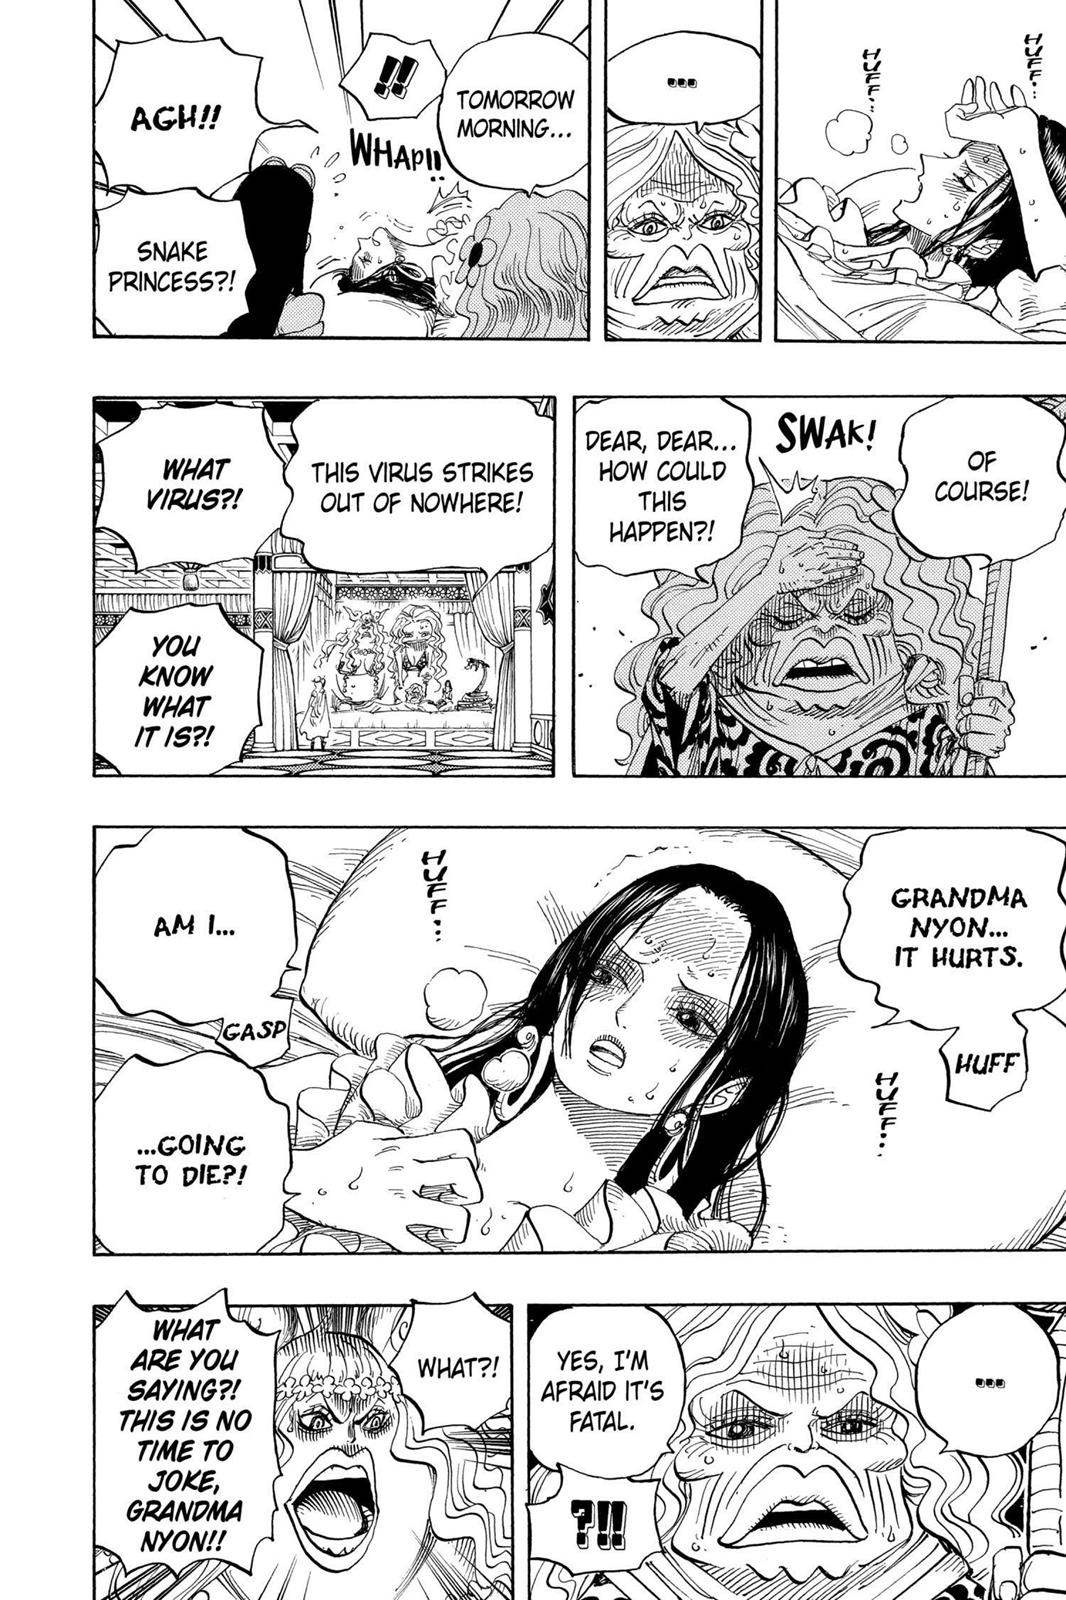 HUFF...
HUFF...
...
TOMORROW
MORNING...
!!
WHAP!!
AGH!!
SNAKE
PRINCESS?!
OF
COURSE!
SWAK!
DEAR, DEAR...
HOW COULD
THIS
HAPPEN?!
THIS VIRUS STRIKES
OUT OF NOWHERE!
WHAT
VIRUS?!
YOU
KNOW
WHAT
IT IS?!
GRANDMA
NYON...
IT HURTS.
HUFF
HUFF...
HUFF...
AM I...
GASP
...GOING
TO DIE?!
...
YES, I'M
AFRAID IT'S
FATAL.
?!!
WHAT?!
WHAT
ARE YOU
SAYING?!
THIS IS NO
TIME TO
JOKE,
GRANDMA
NYON!!